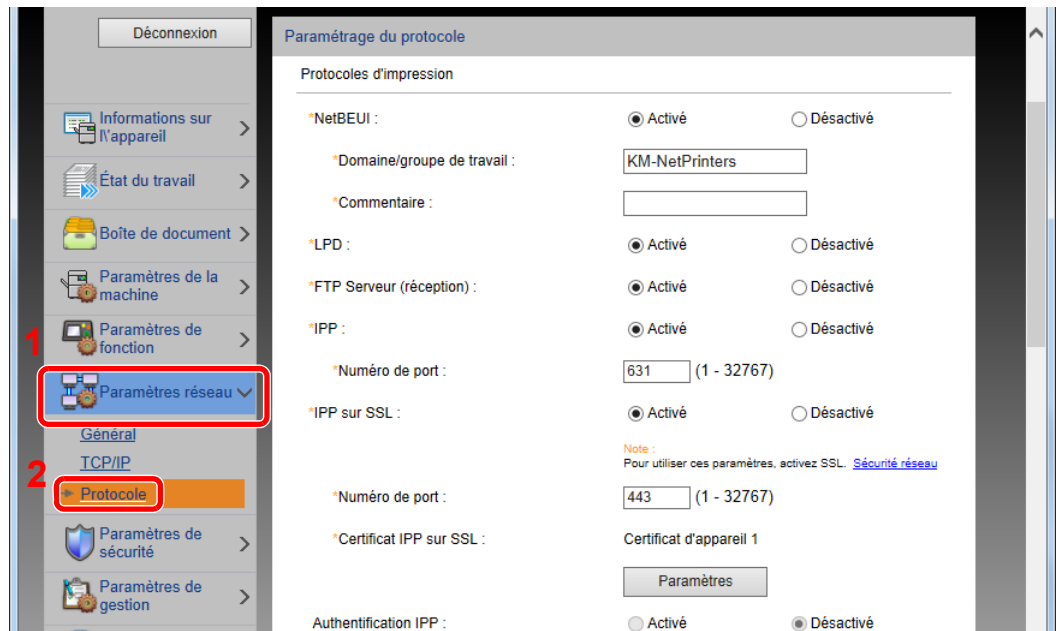 Déconnexion
Informations sur
l\'appareil
État du travail
Boîte de document
Paramètres de la
machine
1
Paramètres de
fonction
Paramètres réseau
Général
TCP/IP
2
Protocole
Paramètres de
sécurité
Paramètres de
gestion
Paramétrage du protocole
Protocoles d'impression
*NetBEUI : Activé Désactivé
*Domaine/groupe de travail : KM-NetPrinters
*Commentaire :
*LPD : Activé Désactivé
*FTP Serveur (réception) : Activé Désactivé
*IPP : Activé Désactivé
*Numéro de port : 631 (1 - 32767)
*IPP sur SSL : Activé Désactivé
Note :
Pour utiliser ces paramètres, activez SSL. Sécurité réseau
*Numéro de port : 443 (1 - 32767)
*Certificat IPP sur SSL : Certificat d'appareil 1
Paramètres
Authentification IPP : Activé Désactivé